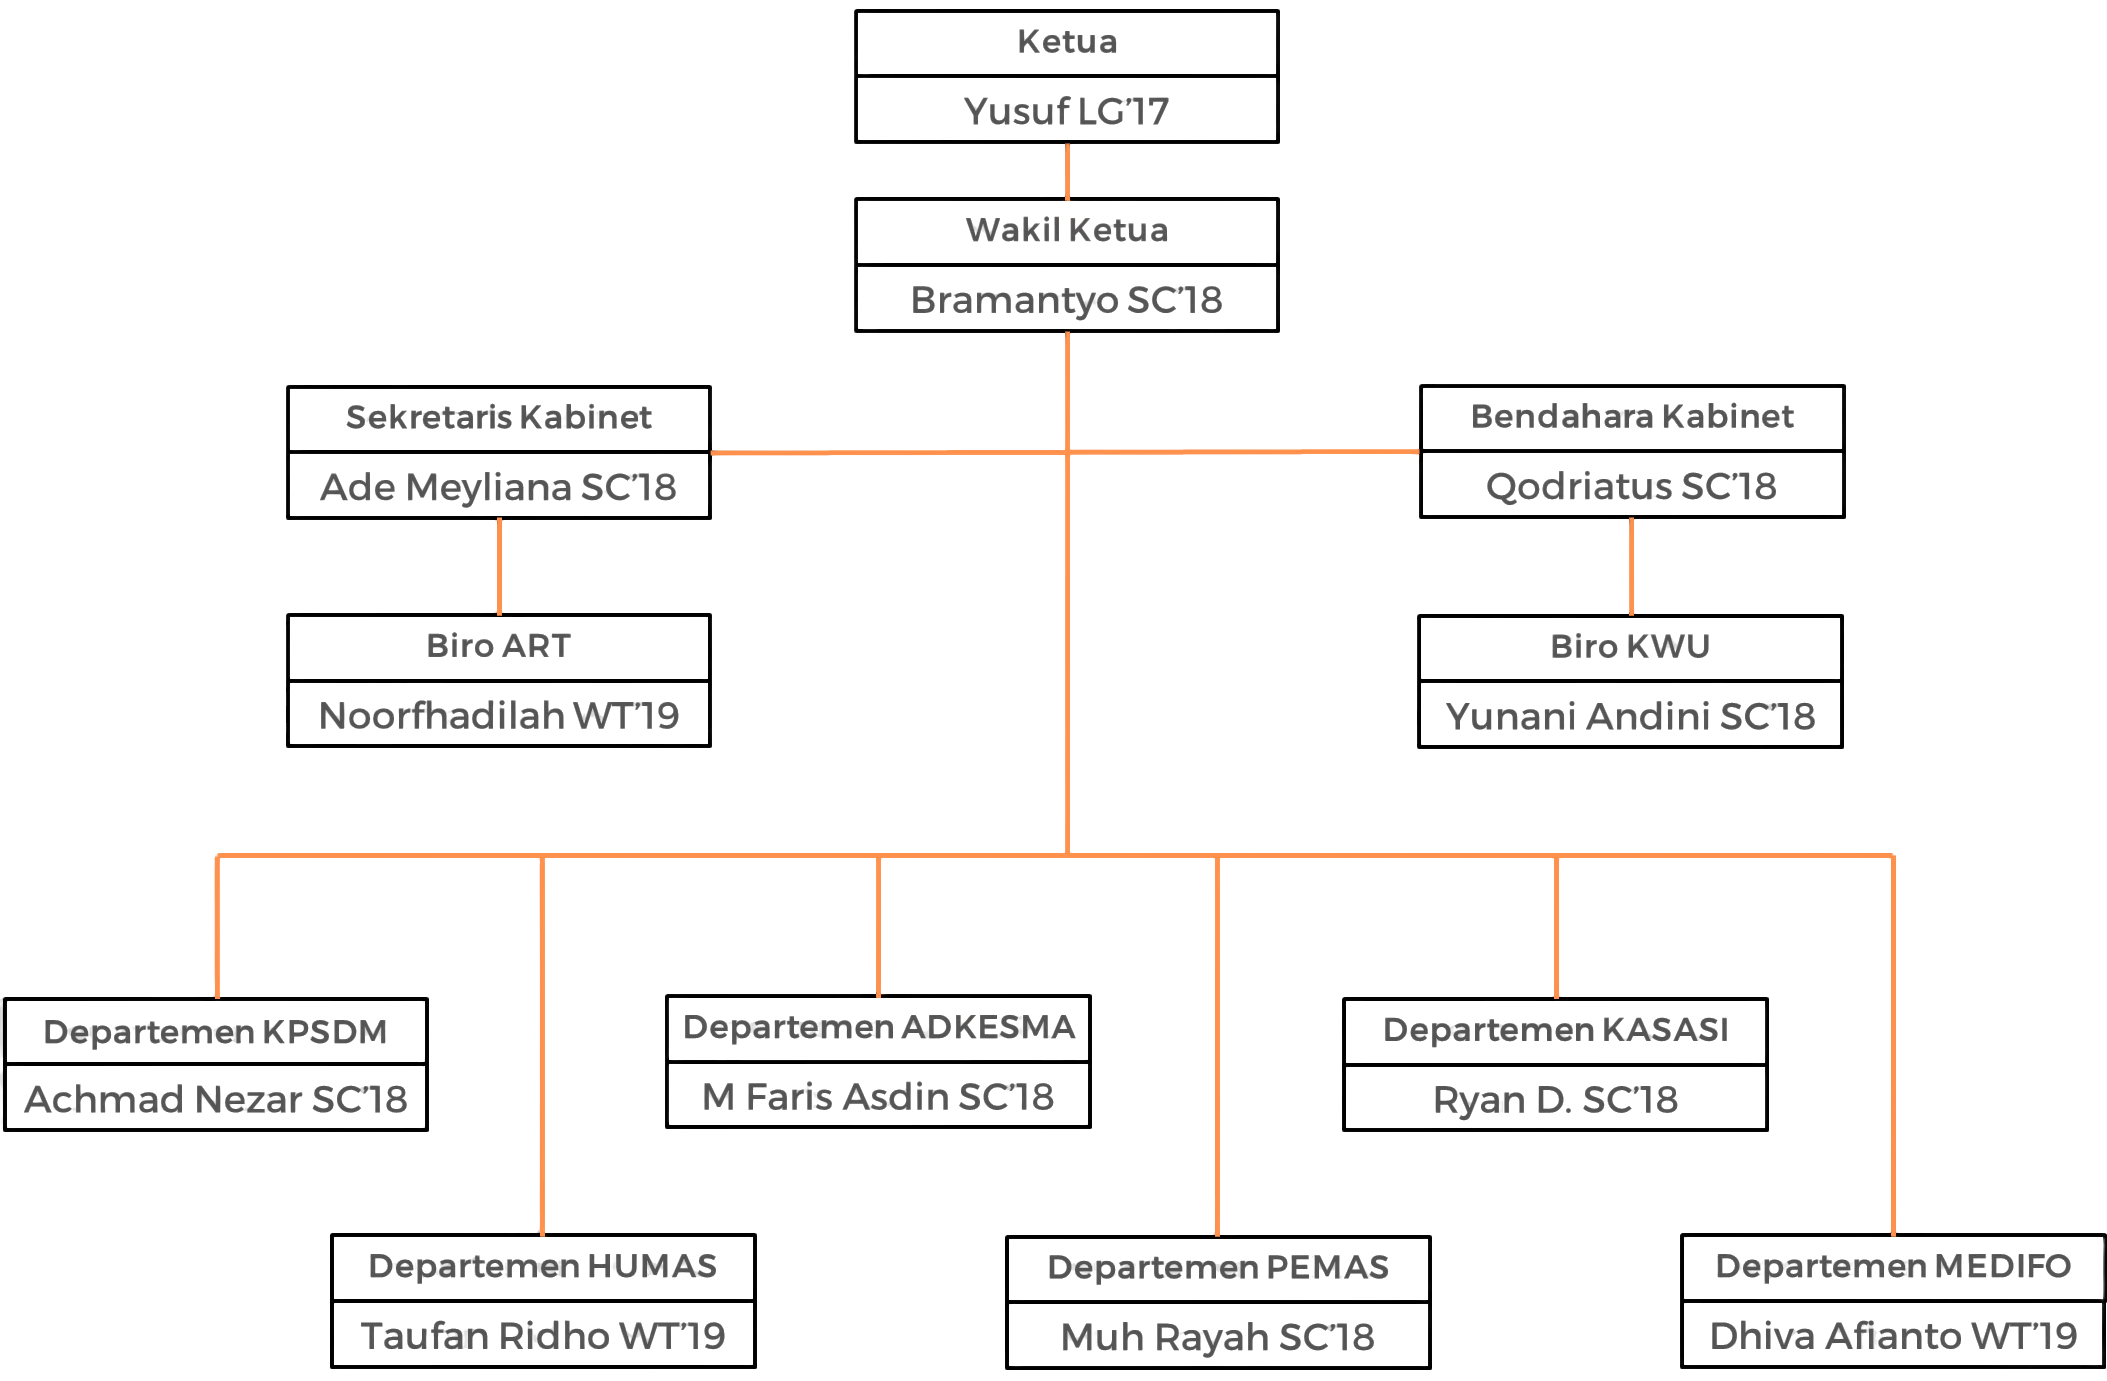 Ketua
Yusuf LG’17
Wakil Ketua
Bramantyo SC’18
Sekretaris Kabinet
Ade Meyliana SC’18
Bendahara Kabinet
Qodriatus SC’18
Biro ART
Noorfhadilah WT’19
Biro KWU
Yunani Andini SC’18
Departemen KPSDM
Achmad Nezar SC’18
Departemen ADKESMA
M Faris Asdin SC’18
Departemen KASASI
Ryan D. SC’18
Departemen HUMAS
Taufan Ridho WT’19
Departemen PEMAS
Muh Rayah SC’18
Departemen MEDIFO
Dhiva Afianto WT’19